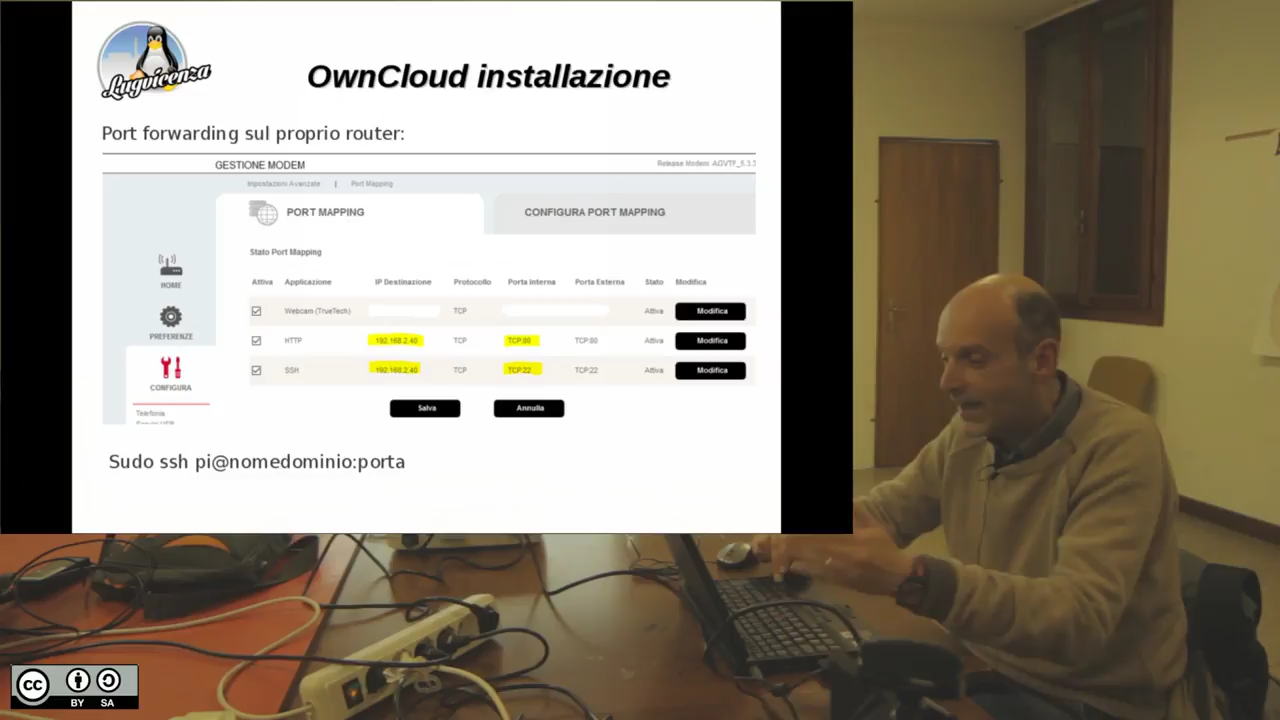 Lugvicenza
OwnCloud installazione
Port forwarding sul proprio router:
GESTIONE MODEM
Release Modem: AGVTF_5.3.3
Impostazioni Avanzate | Port Mapping
PORT MAPPING
CONFIGURA PORT MAPPING
Stato Port Mapping
Attiva Applicazione IP Destinazione Protocollo Porta Interna Porta Esterna Stato Modifica
Webcam (TrueTech) TCP Attiva Modifica
HTTP 192.168.2.40 TCP TCP:80 TCP:80 Attiva Modifica
SSH 192.168.2.40 TCP TCP:22 TCP:22 Attiva Modifica
Salva Annulla
HOME
PREFERENZE
CONFIGURA
Telefonia
Sudo ssh pi@nomedominio:porta
CC BY SA